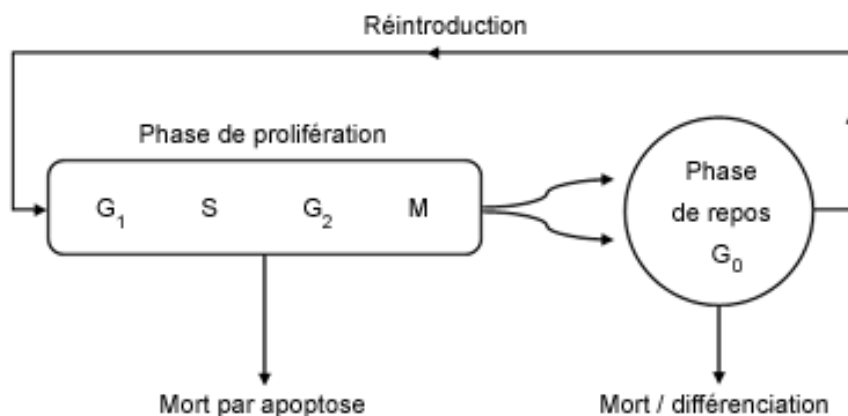 Réintroduction
Phase de prolifération
G1 S G2 M
Phase
de repos
G0
Mort par apoptose
Mort / différenciation